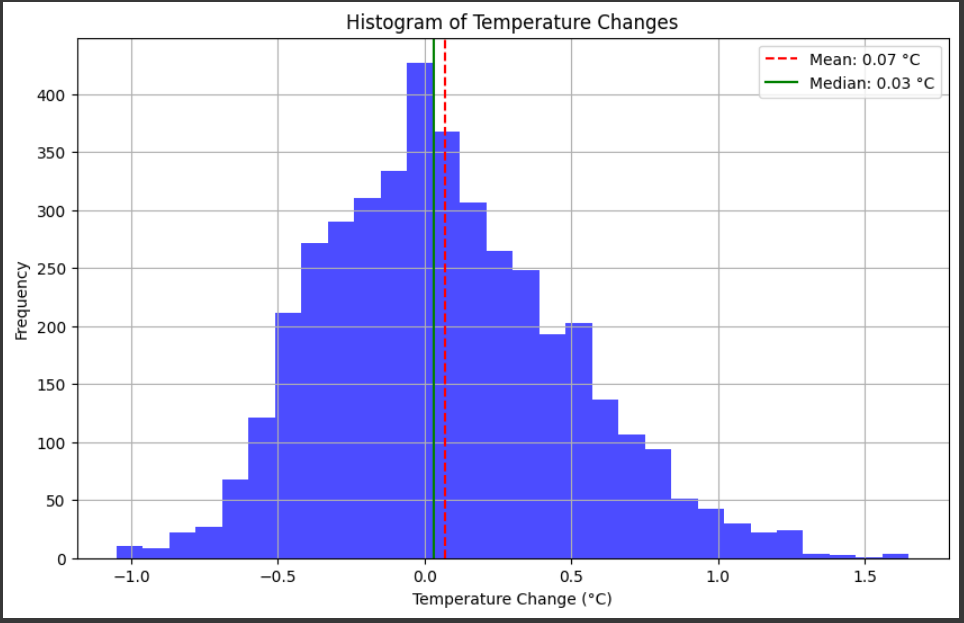 Histogram of Temperature Changes
Mean: 0.07 °C
Median: 0.03 °C
400
350
300
250
200
150
100
50
0
Frequency
−1.0 −0.5 0.0 0.5 1.0 1.5
Temperature Change (°C)